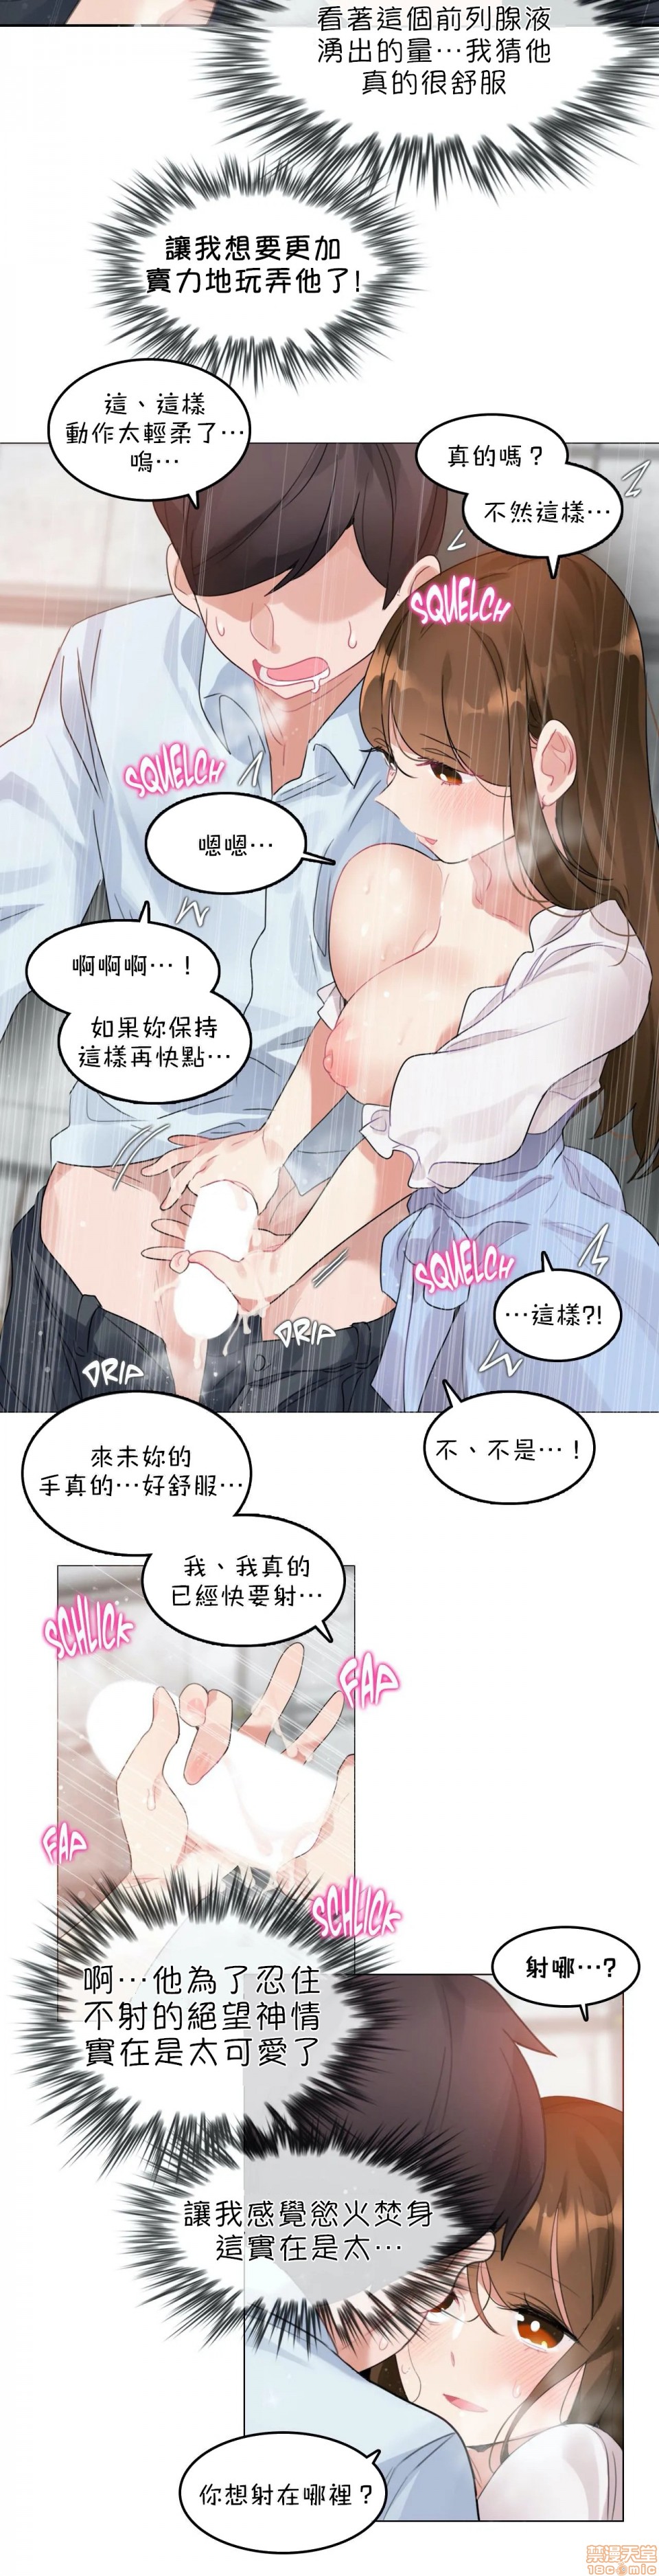 看著這個前列腺液
湧出的量…我猜他
真的很舒服
讓我想要更加
賣力地玩弄他了!
這、這樣
動作太輕柔了…
嗚…
真的嗎?
不然這樣…
SQUELCH
SQUELCH
嗯嗯…
啊啊啊…!
如果妳保持
這樣再快點…
SQUELCH
…這樣?!
DRIP
DRIP
不、不是…!
來未妳的
手真的…好舒服…
我、我真的
已經快要射…
SCHLICK
FAP
FAP
SCHLICK
射哪…?
啊…他為了忍住
不射的絕望神情
實在是太可愛了
讓我感覺慾火焚身
這實在是太…
你想射在哪裡?
禁漫天堂
18comic